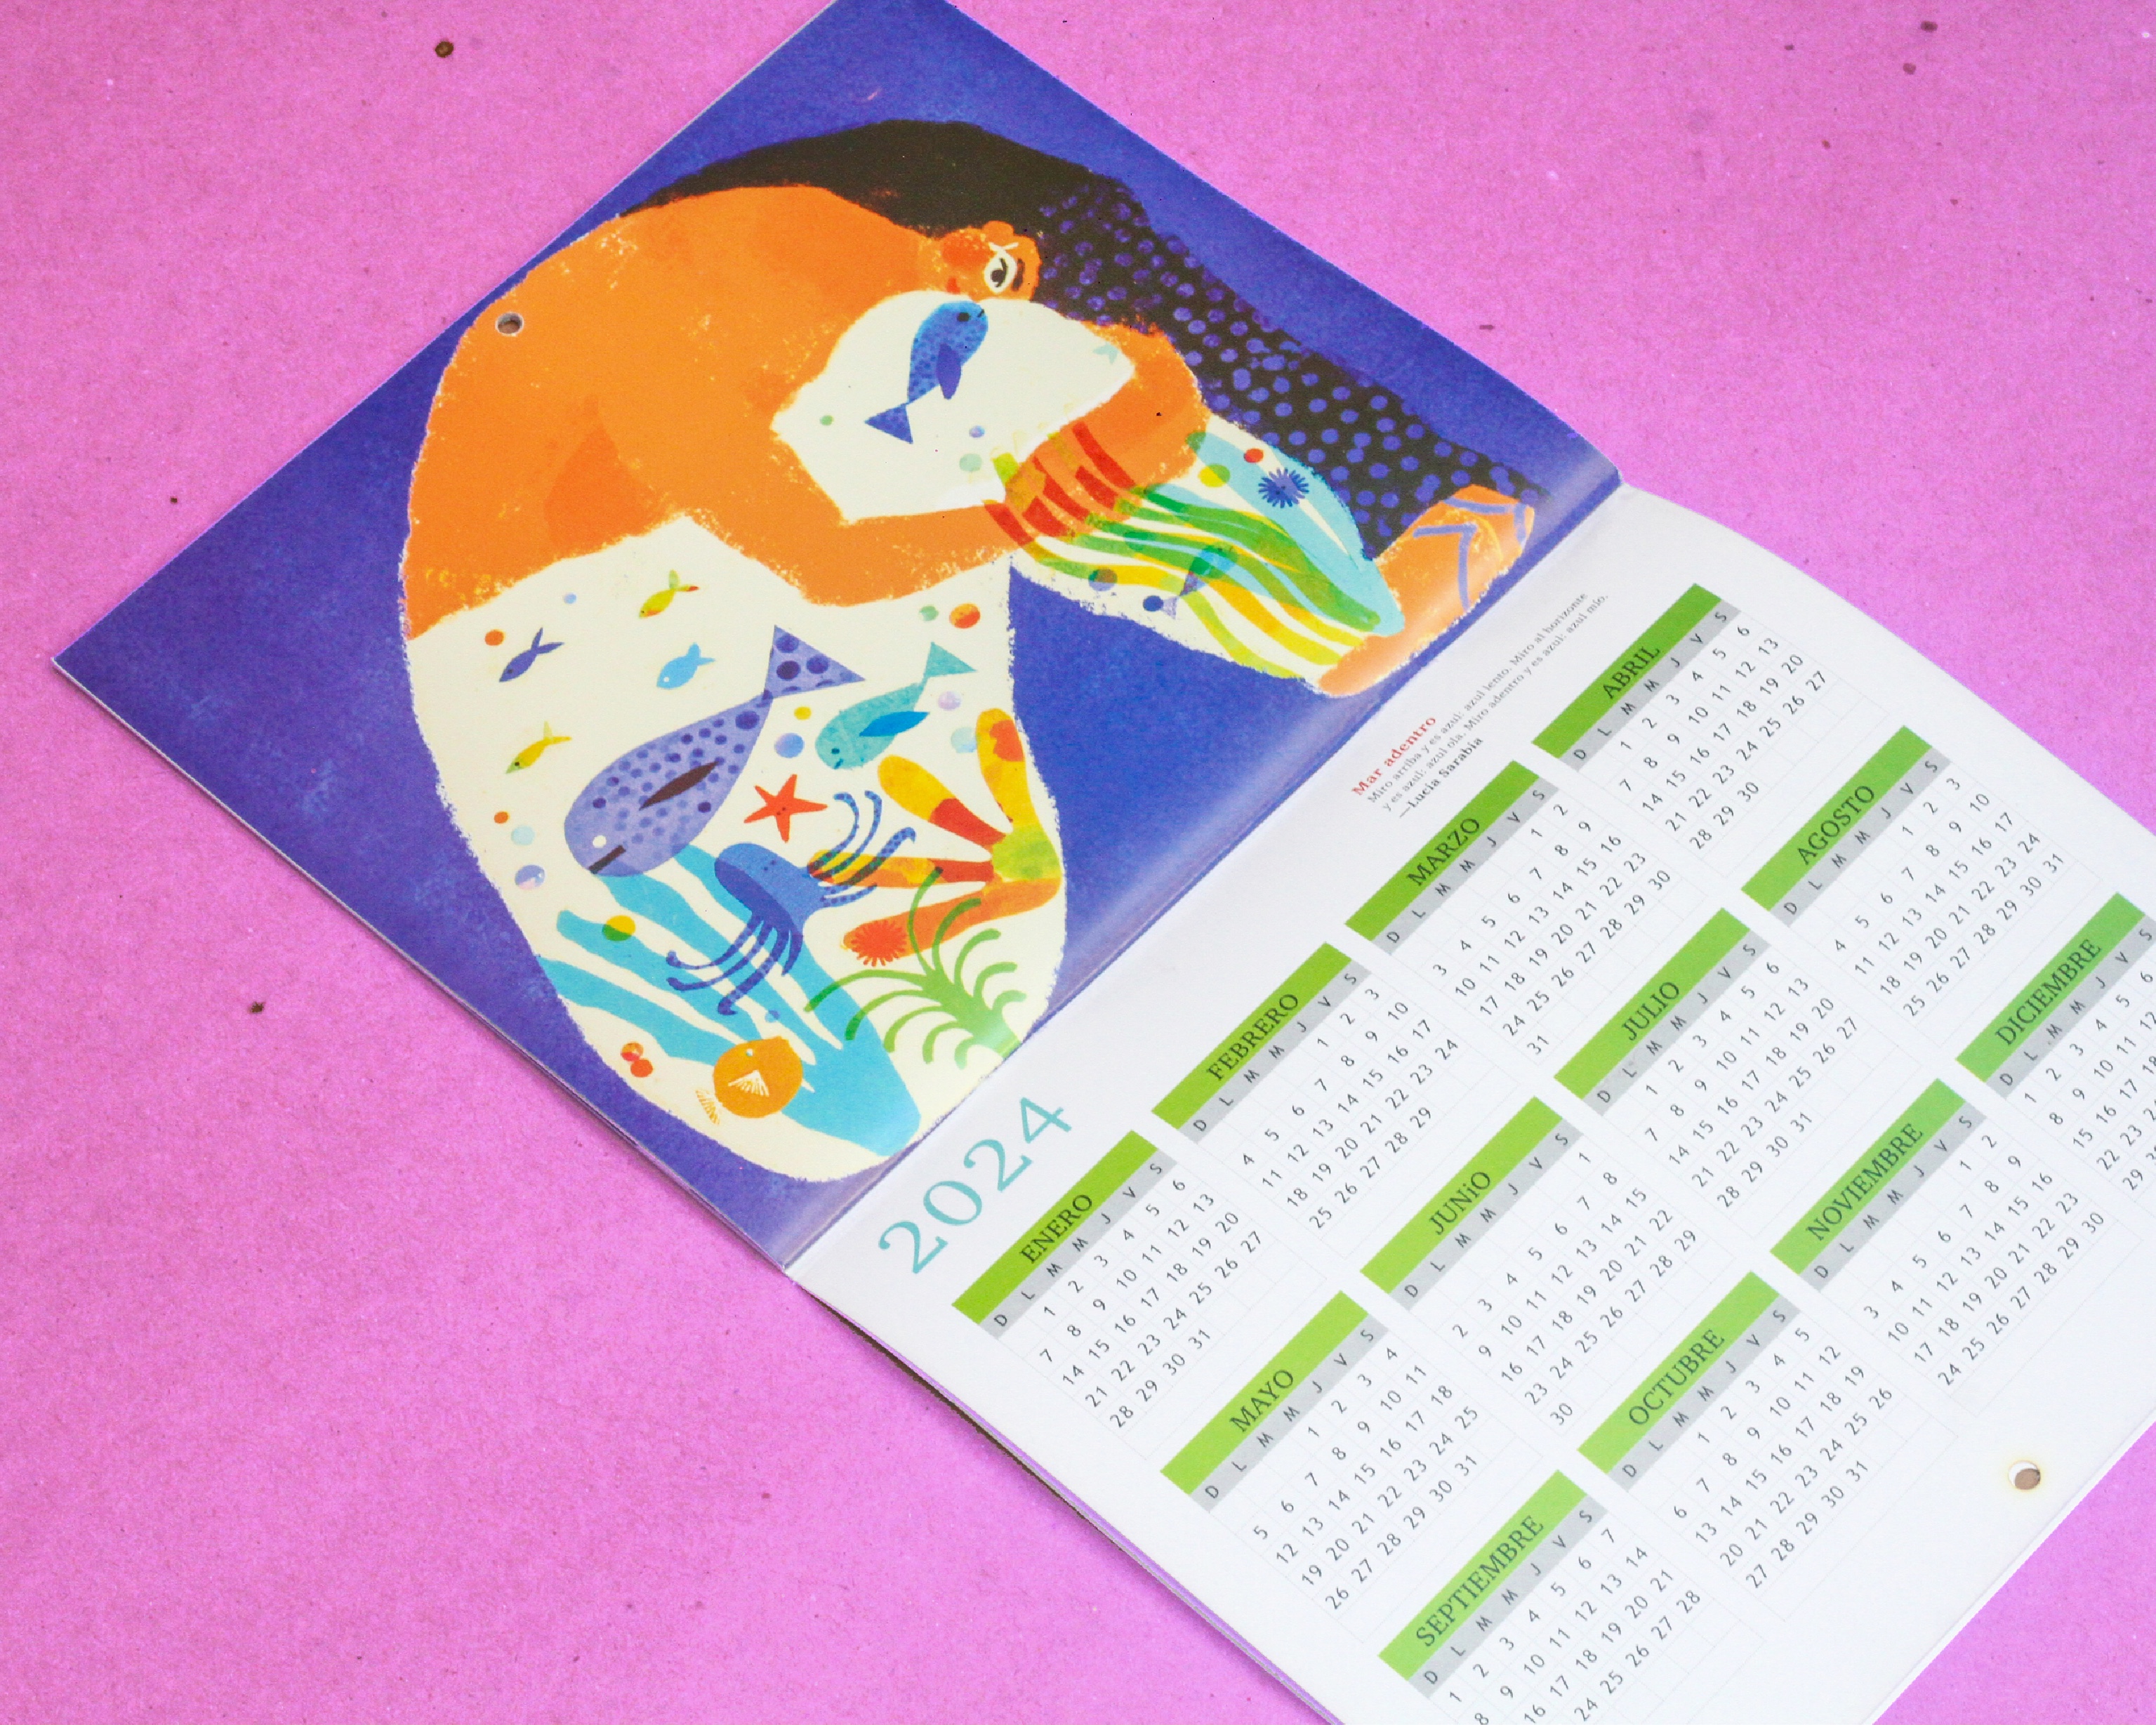 2024
Mar adentro
Miro arriba y es azul: azul lento. Miro al horizonte
y es azul: azul ola. Miro adentro y es azul: azul mío.
—Lucía Sarabia
ENERO
D L M M J V S
1 2 3 4 5 6
7 8 9 10 11 12 13
14 15 16 17 18 19 20
21 22 23 24 25 26 27
28 29 30 31
FEBRERO
D L M M J V S
1 2 3
4 5 6 7 8 9 10
11 12 13 14 15 16 17
18 19 20 21 22 23 24
25 26 27 28 29
MARZO
D L M M J V S
1 2
3 4 5 6 7 8 9
10 11 12 13 14 15 16
17 18 19 20 21 22 23
24 25 26 27 28 29 30
31
ABRIL
D L M M J V S
1 2 3 4 5 6
7 8 9 10 11 12 13
14 15 16 17 18 19 20
21 22 23 24 25 26 27
28 29 30
MAYO
D L M M J V S
1 2 3 4
5 6 7 8 9 10 11
12 13 14 15 16 17 18
19 20 21 22 23 24 25
26 27 28 29 30 31
JUNiO
D L M M J V S
1
2 3 4 5 6 7 8
9 10 11 12 13 14 15
16 17 18 19 20 21 22
23 24 25 26 27 28 29
30
JULIO
D L M M J V S
1 2 3 4 5 6
7 8 9 10 11 12 13
14 15 16 17 18 19 20
21 22 23 24 25 26 27
28 29 30 31
AGOSTO
D L M M J V S
1 2 3
4 5 6 7 8 9 10
11 12 13 14 15 16 17
18 19 20 21 22 23 24
25 26 27 28 29 30 31
SEPTIEMBRE
D L M M J V S
1 2 3 4 5 6 7
8 9 10 11 12 13 14
16 17 18 19 20 21
24 25 26 27 28
OCTUBRE
D L M M J V S
1 2 3 4 5
6 7 8 9 10 11 12
13 14 15 16 17 18 19
20 21 22 23 24 25 26
27 28 29 30 31
NOVIEMBRE
D L M M J V S
1 2
3 4 5 6 7 8 9
10 11 12 13 14 15 16
17 18 19 20 21 22 23
24 25 26 27 28 29 30
DICIEMBRE
D L M M J V S
1 2 3 4 5 6
8 9 10 11 12
15 16 17 18
22 23
29